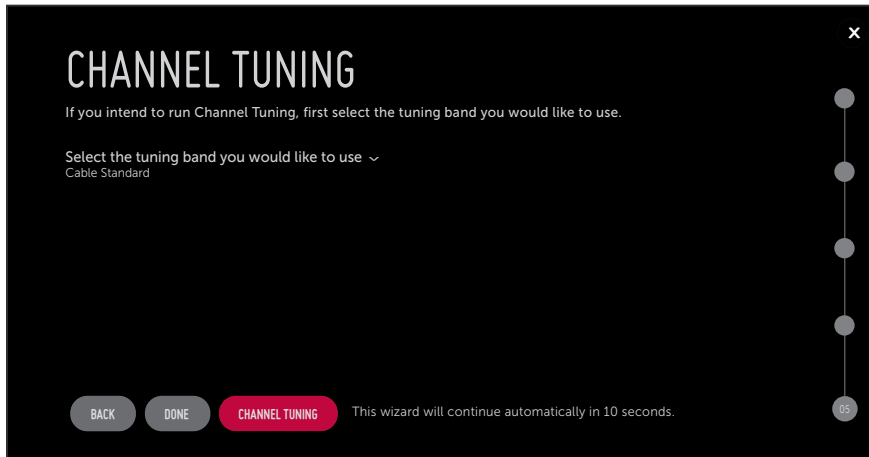 X
CHANNEL TUNING
If you intend to run Channel Tuning, first select the tuning band you would like to use.
Select the tuning band you would like to use
Cable Standard
BACK
DONE
CHANNEL TUNING
This wizard will continue automatically in 10 seconds.
05